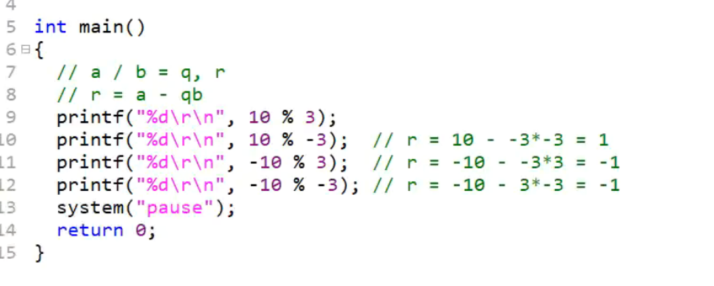 4
5 int main()
6 {
7 // a / b = q, r
8 // r = a - qb
9 printf("%d\r\n", 10 % 3);
10 printf("%d\r\n", 10 % -3); // r = 10 - -3*-3 = 1
11 printf("%d\r\n", -10 % 3); // r = -10 - -3*3 = -1
12 printf("%d\r\n", -10 % -3); // r = -10 - 3*-3 = -1
13 system("pause");
14 return 0;
15 }